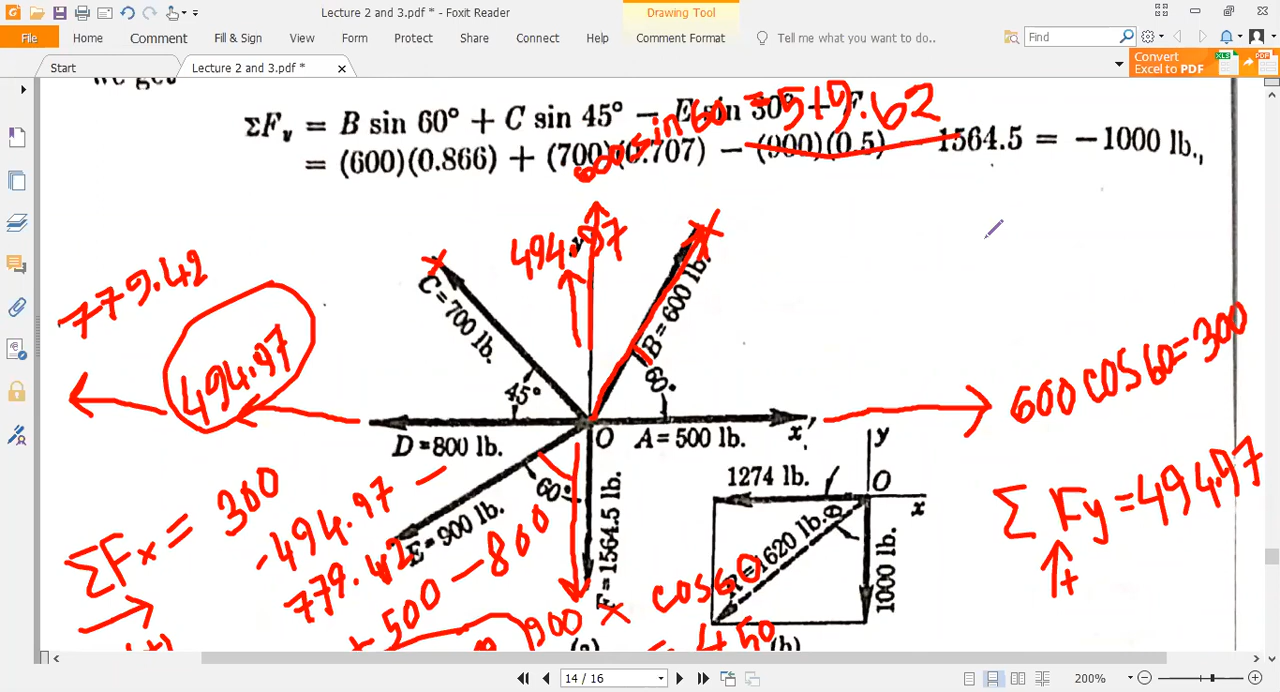 Lecture 2 and 3.pdf * - Foxit Reader
Drawing Tool
File Home Comment Fill & Sign View Form Protect Share Connect Help Comment Format Tell me what you want to do.. Find
Start Lecture 2 and 3.pdf *
Convert
Excel to PDF
we get
ΣFy = B sin 60° + C sin 45° − E sin 30° − F
= (600)(0.866) + (700)(0.707) − (900)(0.5) 1564.5 = −1000 lb.,
600 sin 60 = 519.62
494.97
y
779.42
494.97
C = 700 lb.
B = 600 lb.
45°
60°
600 cos 60 = 300
D = 800 lb.
O
A = 500 lb.
x
60°
E = 900 lb.
F = 1564.5 lb.
y
1274 lb.
O
x
θ
R = 1620 lb.
1000 lb.
ΣFx = 300
-494.97 -
779.42
+ 500 - 800
900 × cos 60
= 450
ΣFy = 494.97
+
(a)
(b)
14 / 16
200%